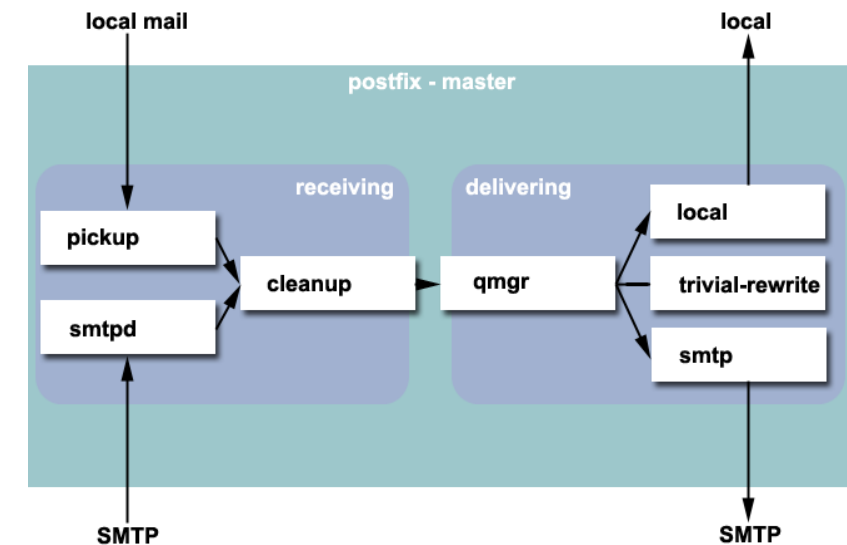 local mail
local
postfix - master
receiving
delivering
pickup
smtpd
cleanup
qmgr
local
trivial-rewrite
smtp
SMTP
SMTP